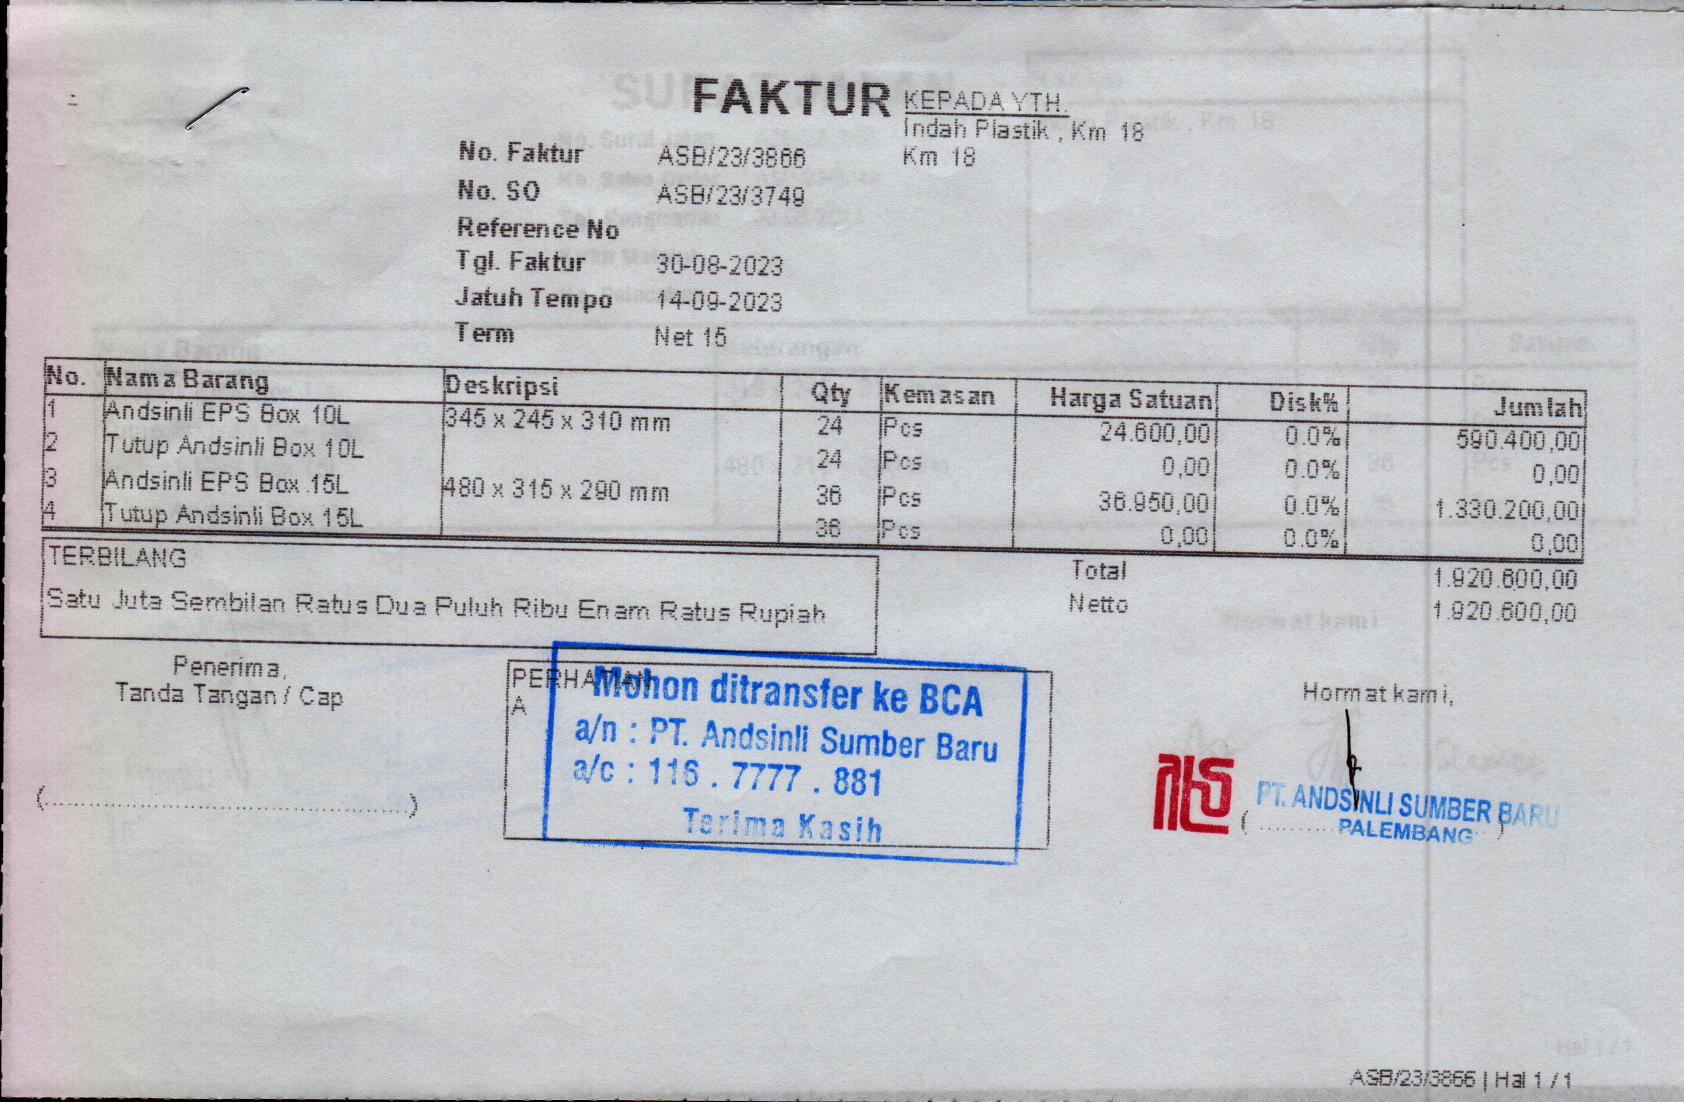 FAKTUR
KEPADA YTH.
Indah Plastik , Km 18
Km 18
No. Faktur ASB/23/3866
No. SO ASB/23/3749
Reference No
Tgl. Faktur 30-08-2023
Jatuh Tempo 14-09-2023
Term Net 15
No. Nama Barang Deskripsi Qty Kemasan Harga Satuan Disk% Jumlah
1 Andsinli EPS Box 10L 345 x 245 x 310 mm 24 Pcs 24.600,00 0.0% 590.400,00
2 Tutup Andsinli Box 10L 24 Pcs 0,00 0.0% 0,00
3 Andsinli EPS Box 15L 480 x 315 x 290 mm 36 Pcs 36.950,00 0.0% 1.330.200,00
4 Tutup Andsinli Box 15L 36 Pcs 0,00 0.0% 0,00
TERBILANG
Satu Juta Sembilan Ratus Dua Puluh Ribu Enam Ratus Rupiah
Total 1.920.600,00
Netto 1.920.600,00
Penerima,
Tanda Tangan / Cap
PERHATIAN
A
Mohon ditransfer ke BCA
a/n : PT. Andsinli Sumber Baru
a/c : 116 . 7777 . 881
Terima Kasih
Hormat kami,
PT. ANDSINLI SUMBER BARU
PALEMBANG
ASB/23/3866 | Hal 1 / 1